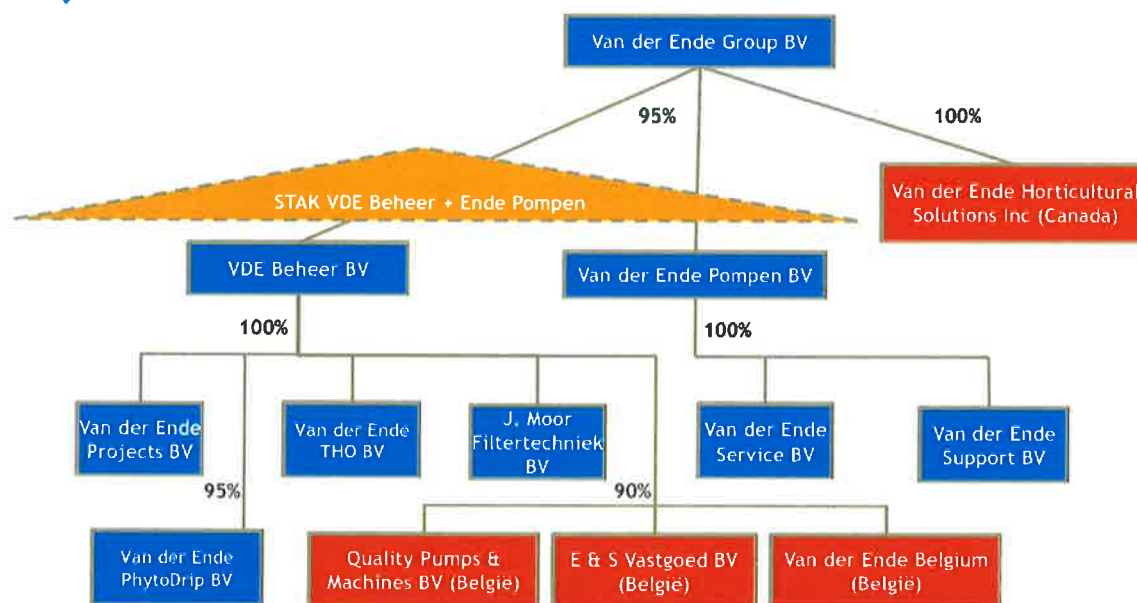 Van der Ende Group BV
95%
100%
Van der Ende Horticultural
Solutions Inc (Canada)
STAK VDE Beheer + Ende Pompen
VDE Beheer BV
Van der Ende Pompen BV
100%
100%
Van der Ende
Projects BV
Van der Ende
THO BV
J. Moor
Filtertechniek
BV
Van der Ende
Service BV
Van der Ende
Support BV
95%
90%
Van der Ende
PhytoDrip BV
Quality Pumps &
Machines BV (België)
E & S Vastgoed BV
(België)
Van der Ende Belgium
(België)